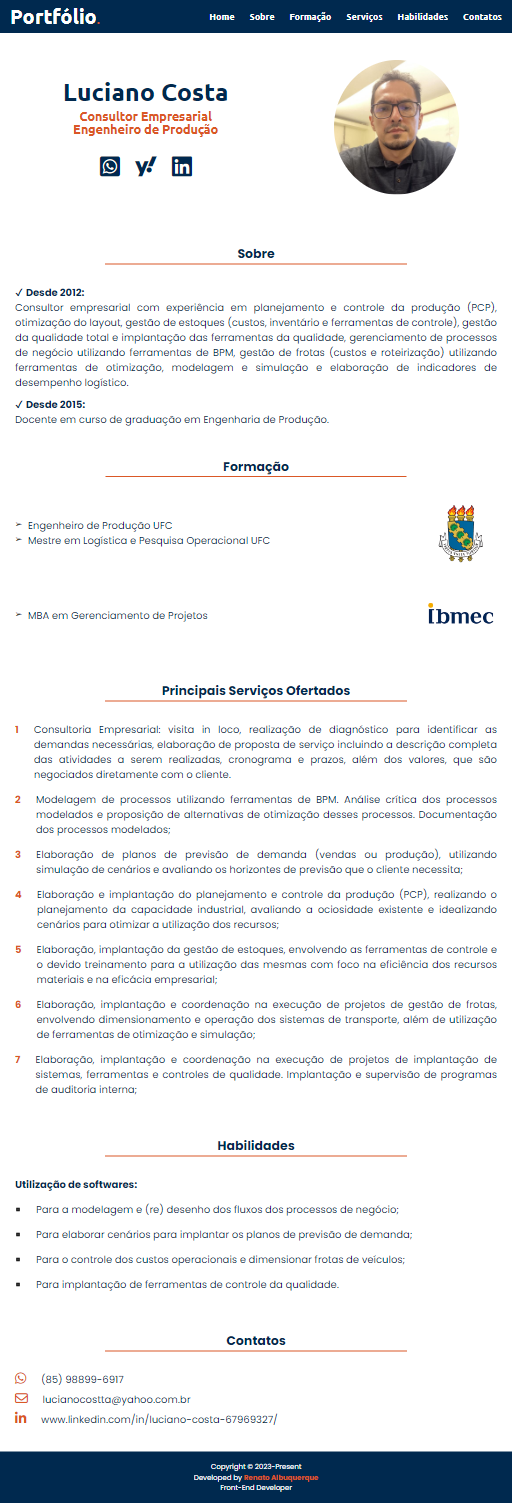 Portfólio.
Home Sobre Formação Serviços Habilidades Contatos
Luciano Costa
Consultor Empresarial
Engenheiro de Produção
Sobre
✓ Desde 2012:
Consultor empresarial com experiência em planejamento e controle da produção (PCP),
otimização do layout, gestão de estoques (custos, inventário e ferramentas de controle), gestão
da qualidade total e implantação das ferramentas da qualidade, gerenciamento de processos
de negócio utilizando ferramentas de BPM, gestão de frotas (custos e roteirização) utilizando
ferramentas de otimização, modelagem e simulação e elaboração de indicadores de
desempenho logístico.
✓ Desde 2015:
Docente em curso de graduação em Engenharia de Produção.
Formação
➢ Engenheiro de Produção UFC
➢ Mestre em Logística e Pesquisa Operacional UFC
➢ MBA em Gerenciamento de Projetos
ibmec
Principais Serviços Ofertados
1 Consultoria Empresarial: visita in loco, realização de diagnóstico para identificar as
demandas necessárias, elaboração de proposta de serviço incluindo a descrição completa
das atividades a serem realizadas, cronograma e prazos, além dos valores, que são
negociados diretamente com o cliente.
2 Modelagem de processos utilizando ferramentas de BPM. Análise crítica dos processos
modelados e proposição de alternativas de otimização desses processos. Documentação
dos processos modelados;
3 Elaboração de planos de previsão de demanda (vendas ou produção), utilizando
simulação de cenários e avaliando os horizontes de previsão que o cliente necessita;
4 Elaboração e implantação do planejamento e controle da produção (PCP), realizando o
planejamento da capacidade industrial, avaliando a ociosidade existente e idealizando
cenários para otimizar a utilização dos recursos;
5 Elaboração, implantação da gestão de estoques, envolvendo as ferramentas de controle e
o devido treinamento para a utilização das mesmas com foco na eficiência dos recursos
materiais e na eficácia empresarial;
6 Elaboração, implantação e coordenação na execução de projetos de gestão de frotas,
envolvendo dimensionamento e operação dos sistemas de transporte, além de utilização
de ferramentas de otimização e simulação;
7 Elaboração, implantação e coordenação na execução de projetos de implantação de
sistemas, ferramentas e controles de qualidade. Implantação e supervisão de programas
de auditoria interna;
Habilidades
Utilização de softwares:
▪ Para a modelagem e (re) desenho dos fluxos dos processos de negócio;
▪ Para elaborar cenários para implantar os planos de previsão de demanda;
▪ Para o controle dos custos operacionais e dimensionar frotas de veículos;
▪ Para implantação de ferramentas de controle da qualidade.
Contatos
(85) 98899-6917
lucianocostta@yahoo.com.br
www.linkedin.com/in/luciano-costa-67969327/
Copyright © 2023-Present
Developed by Renato Albuquerque
Front-End Developer